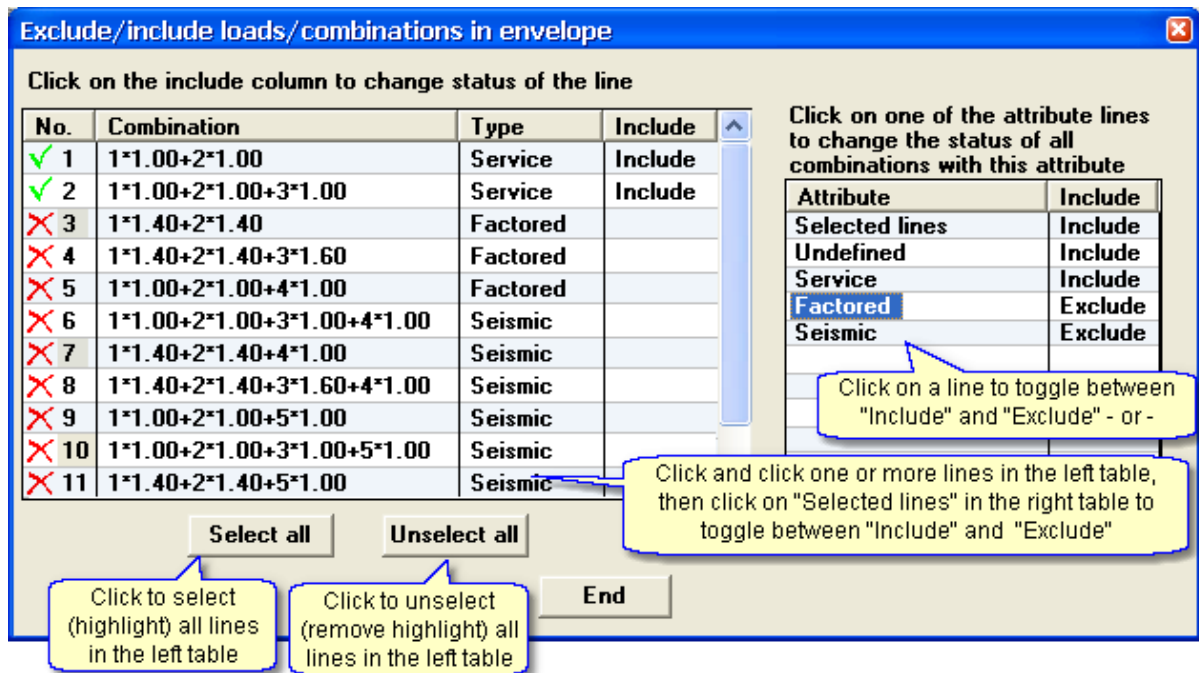 Exclude/include loads/combinations in envelope
Click on the include column to change status of the line
No. Combination Type Include
1 1*1.00+2*1.00 Service Include
2 1*1.00+2*1.00+3*1.00 Service Include
3 1*1.40+2*1.40 Factored
4 1*1.40+2*1.40+3*1.60 Factored
5 1*1.00+2*1.00+4*1.00 Factored
6 1*1.00+2*1.00+3*1.00+4*1.00 Seismic
7 1*1.40+2*1.40+4*1.00 Seismic
8 1*1.40+2*1.40+3*1.60+4*1.00 Seismic
9 1*1.00+2*1.00+5*1.00 Seismic
10 1*1.00+2*1.00+3*1.00+5*1.00 Seismic
11 1*1.40+2*1.40+5*1.00 Seismic
Click on one of the attribute lines
to change the status of all
combinations with this attribute
Attribute Include
Selected lines Include
Undefined Include
Service Include
Factored Exclude
Seismic Exclude
Click on a line to toggle between
"Include" and "Exclude" - or -
Click and click one or more lines in the left table,
then click on "Selected lines" in the right table to
toggle between "Include" and "Exclude"
Select all
Unselect all
End
Click to select
(highlight) all lines
in the left table
Click to unselect
(remove highlight) all
lines in the left table